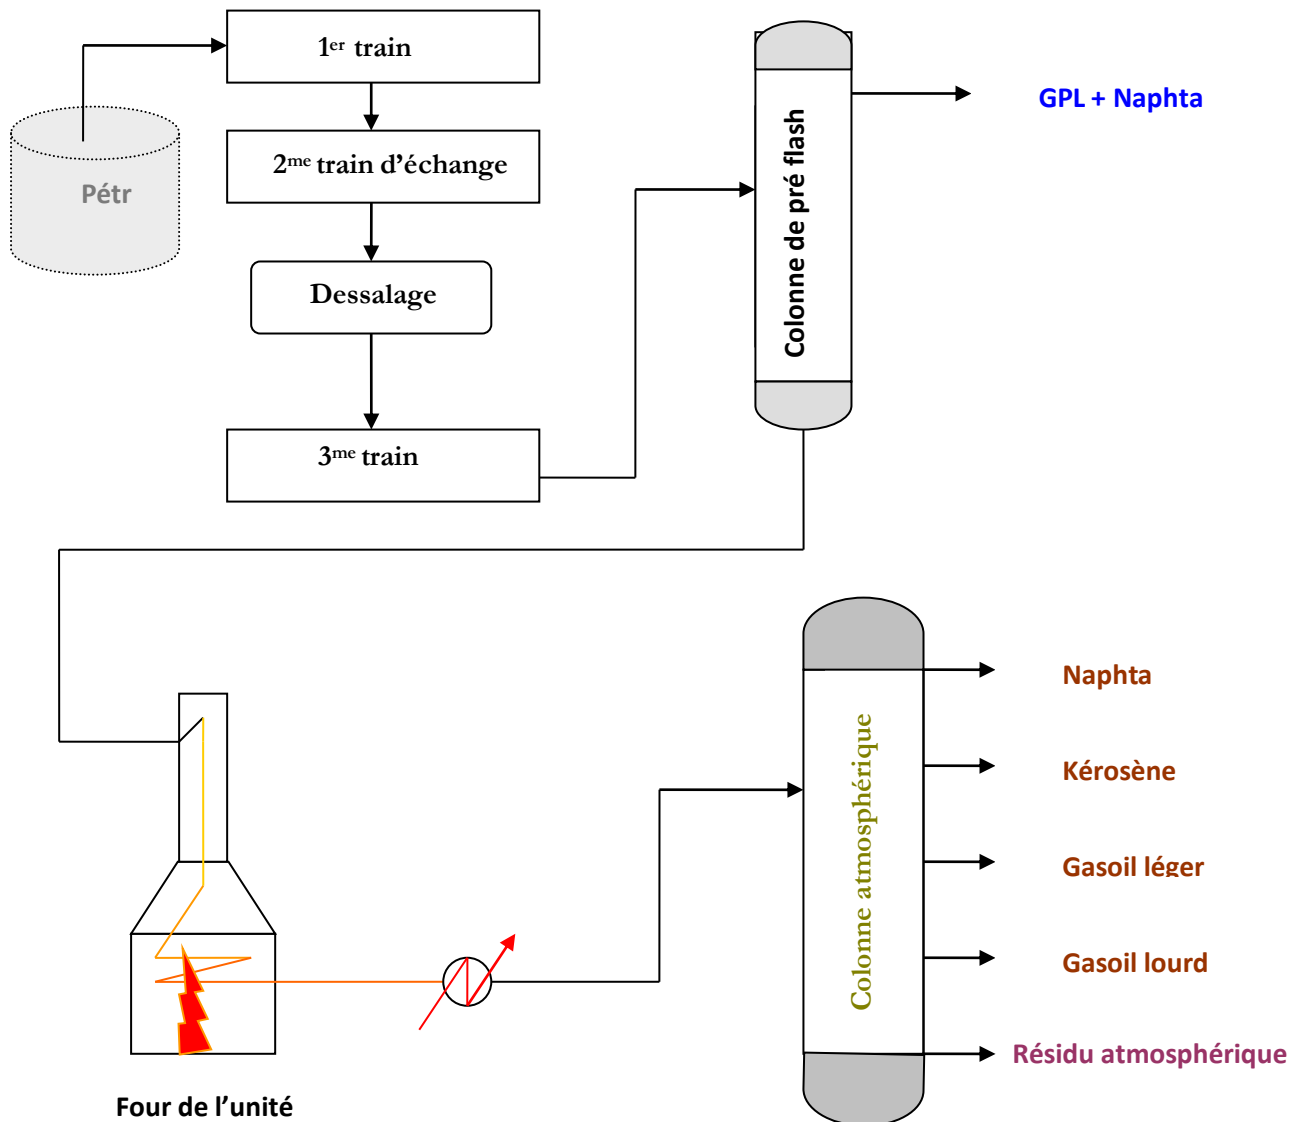 1er train
GPL + Naphta
2me train d'échange
Pétr
Colonne de pré flash
Dessalage
3me train
Naphta
Kérosène
Colonne atmosphérique
Gasoil léger
Gasoil lourd
Résidu atmosphérique
Four de l'unité